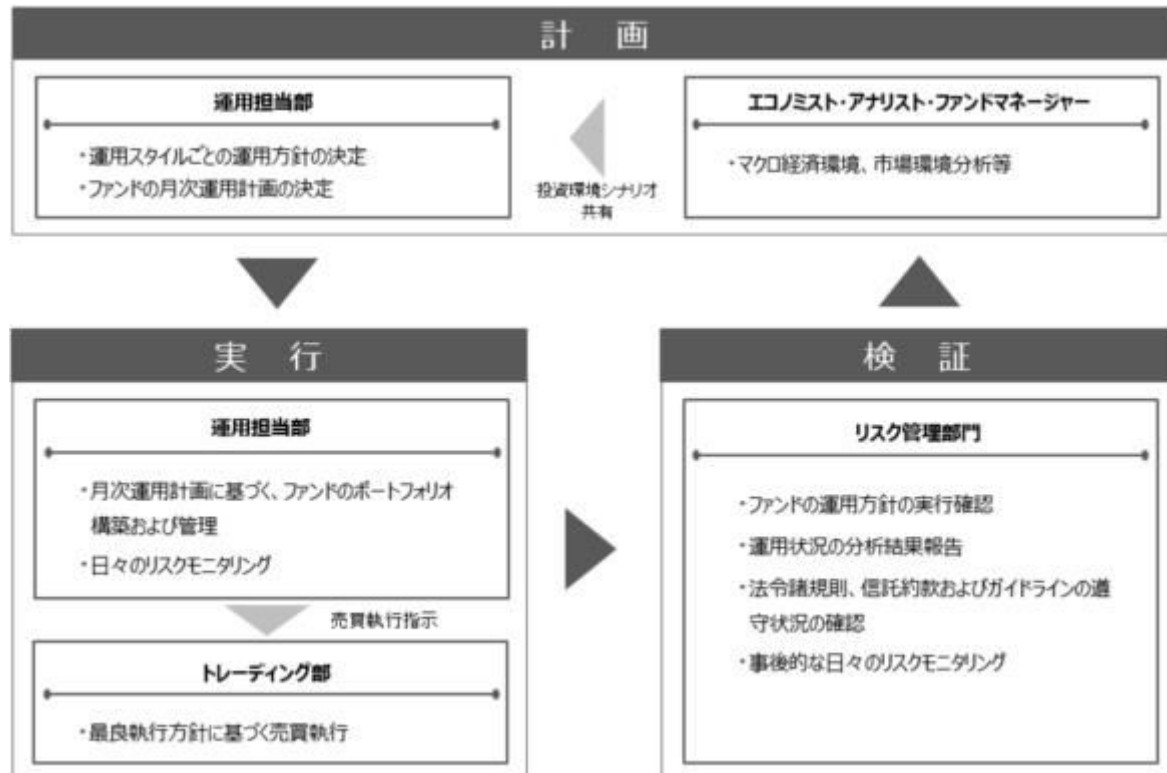 計 画
運用担当部
・運用スタイルごとの運用方針の決定
・ファンドの月次運用計画の決定
投資環境シナリオ
共有
エコノミスト・アナリスト・ファンドマネージャー
・マクロ経済環境、市場環境分析等
実 行
運用担当部
・月次運用計画に基づく、ファンドのポートフォリオ
構築および管理
・日々のリスクモニタリング
売買執行指示
トレーディング部
・最良執行方針に基づく売買執行
検 証
リスク管理部門
・ファンドの運用方針の実行確認
・運用状況の分析結果報告
・法令諸規則、信託約款およびガイドラインの遵
守状況の確認
・事後的な日々のリスクモニタリング